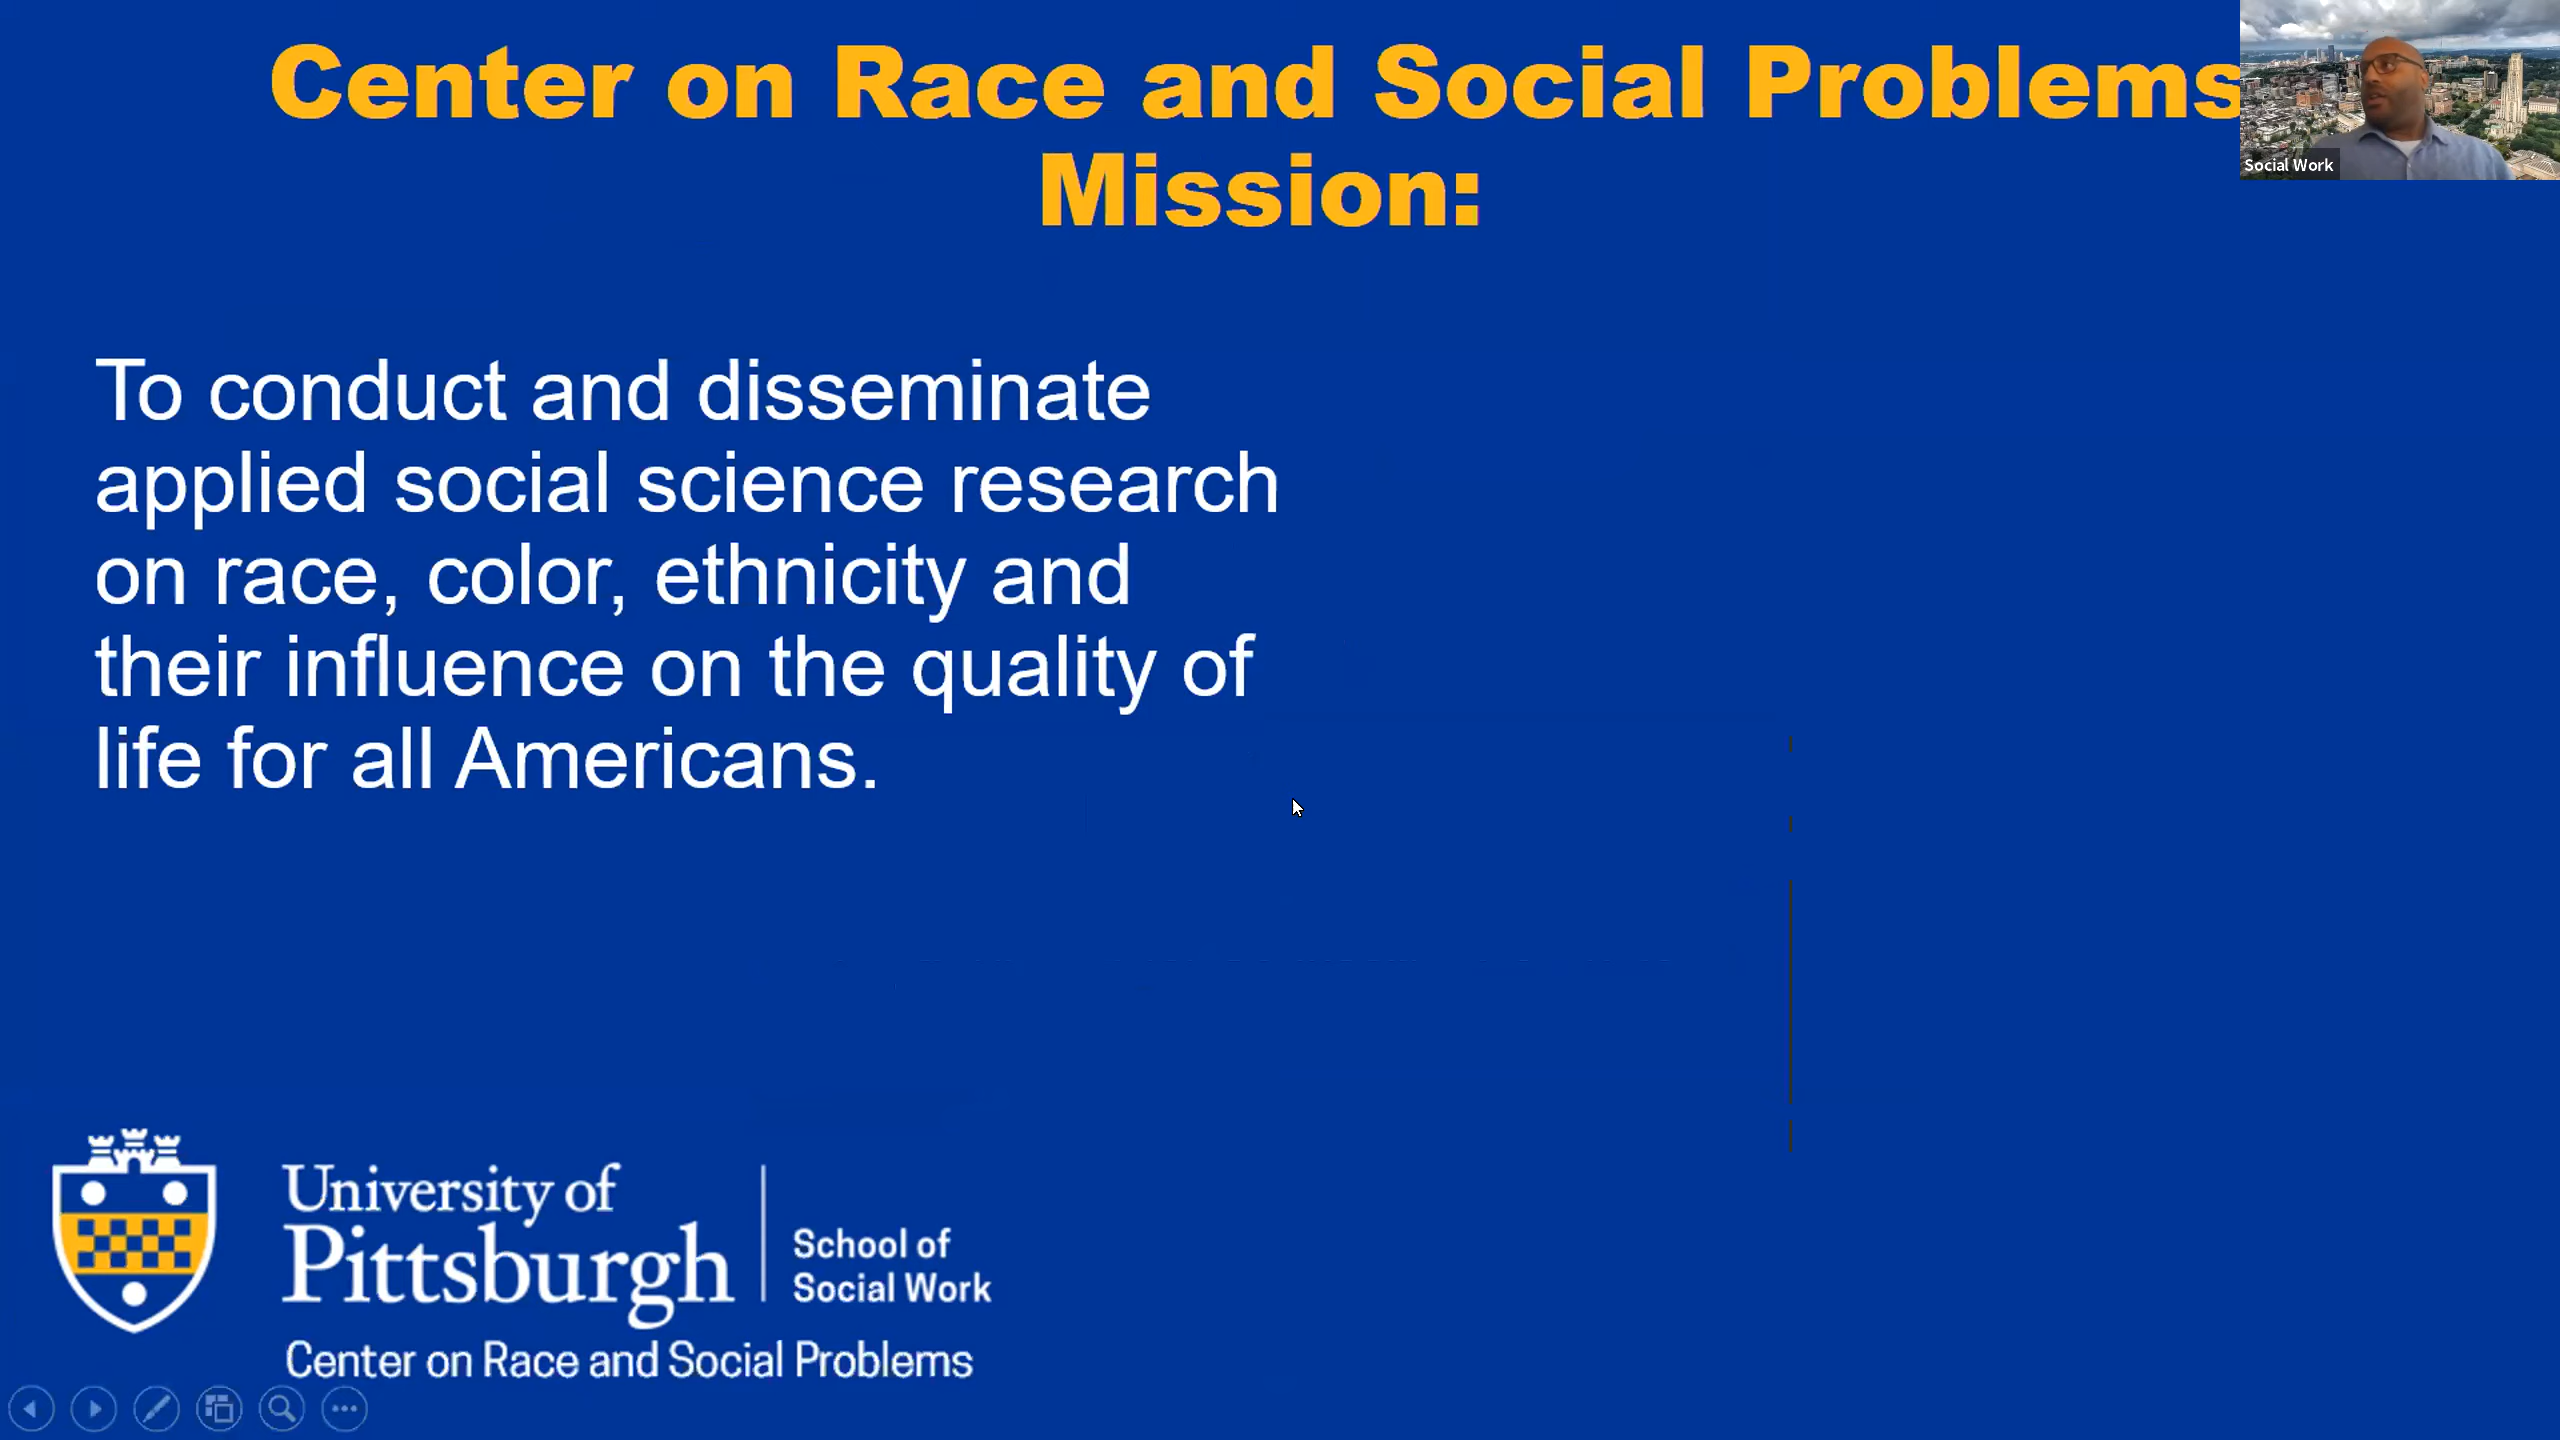 Center on Race and Social Problems
Mission:
Social Work
To conduct and disseminate
applied social science research
on race, color, ethnicity and
their influence on the quality of
life for all Americans.
University of
Pittsburgh
School of
Social Work
Center on Race and Social Problems